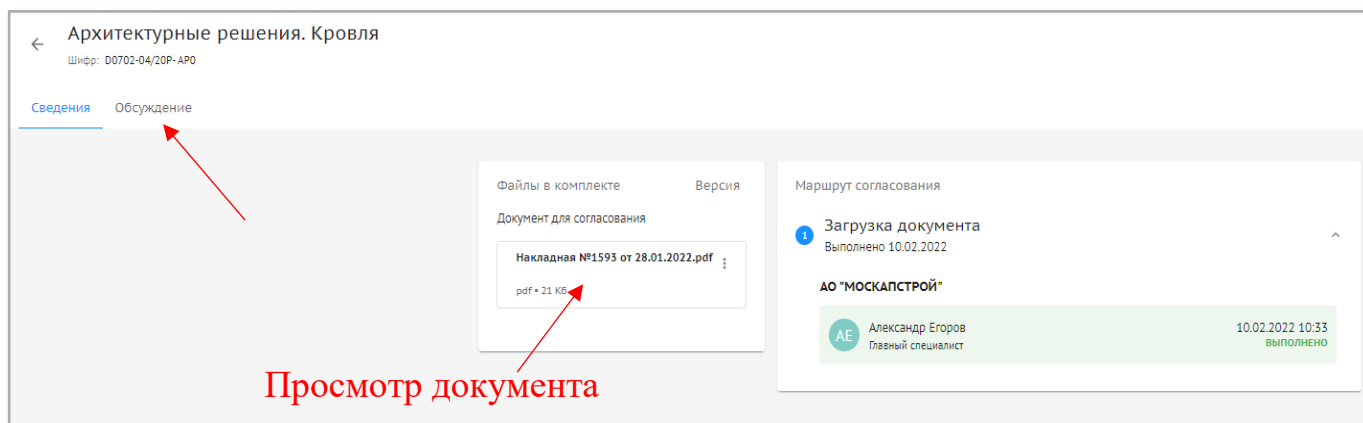 Архитектурные решения. Кровля
Шифр: D0702-04/20P-АР0
Сведения Обсуждение
Файлы в комплекте Версия
Документ для согласования
Накладная №1593 от 28.01.2022.pdf
pdf • 21 Кб
Маршрут согласования
1 Загрузка документа
Выполнено 10.02.2022
АО "МОСКАПСТРОЙ"
АЕ Александр Егоров 10.02.2022 10:33
Главный специалист ВЫПОЛНЕНО
Просмотр документа